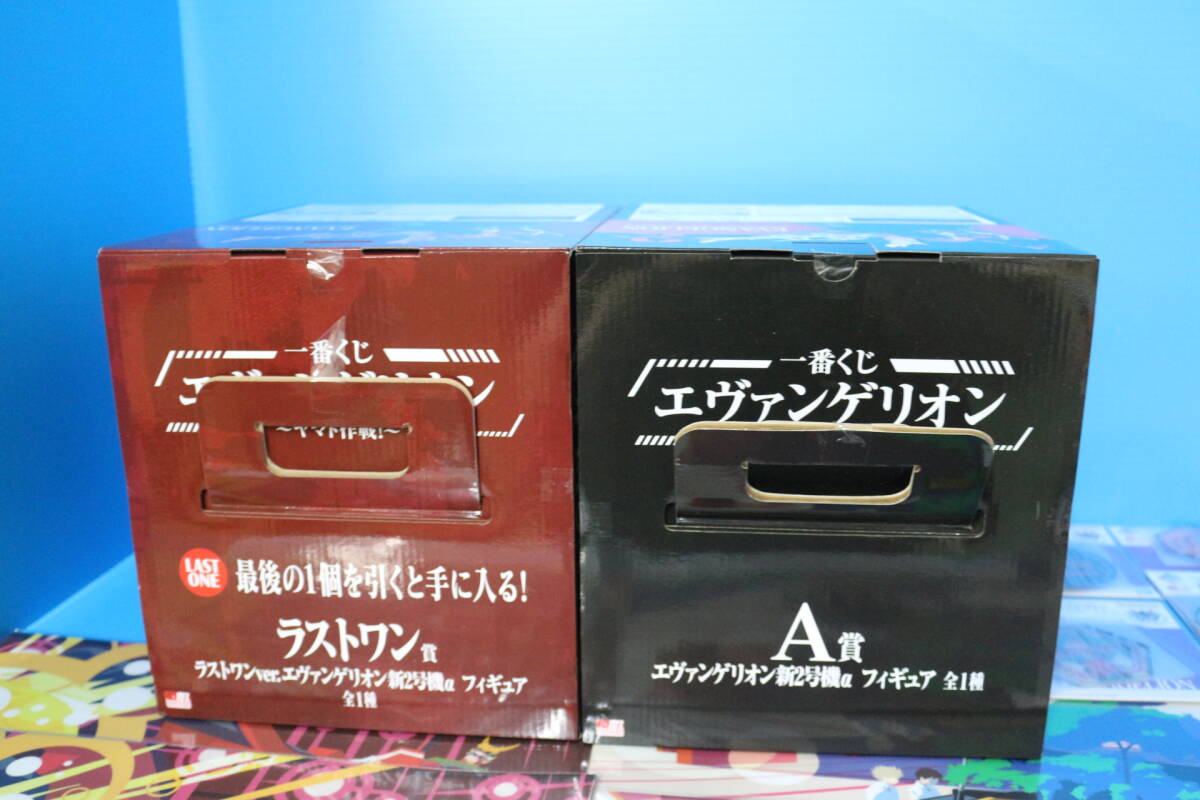 一番くじ
〜ヤマト作戦!〜
LAST
ONE
最後の1個を引くと手に入る!
ラストワン賞
ラストワンver.エヴァンゲリオン新2号機α フィギュア
全1種
EVANGELION
一番くじ
エヴァンゲリオン
A賞
エヴァンゲリオン新2号機α フィギュア 全1種